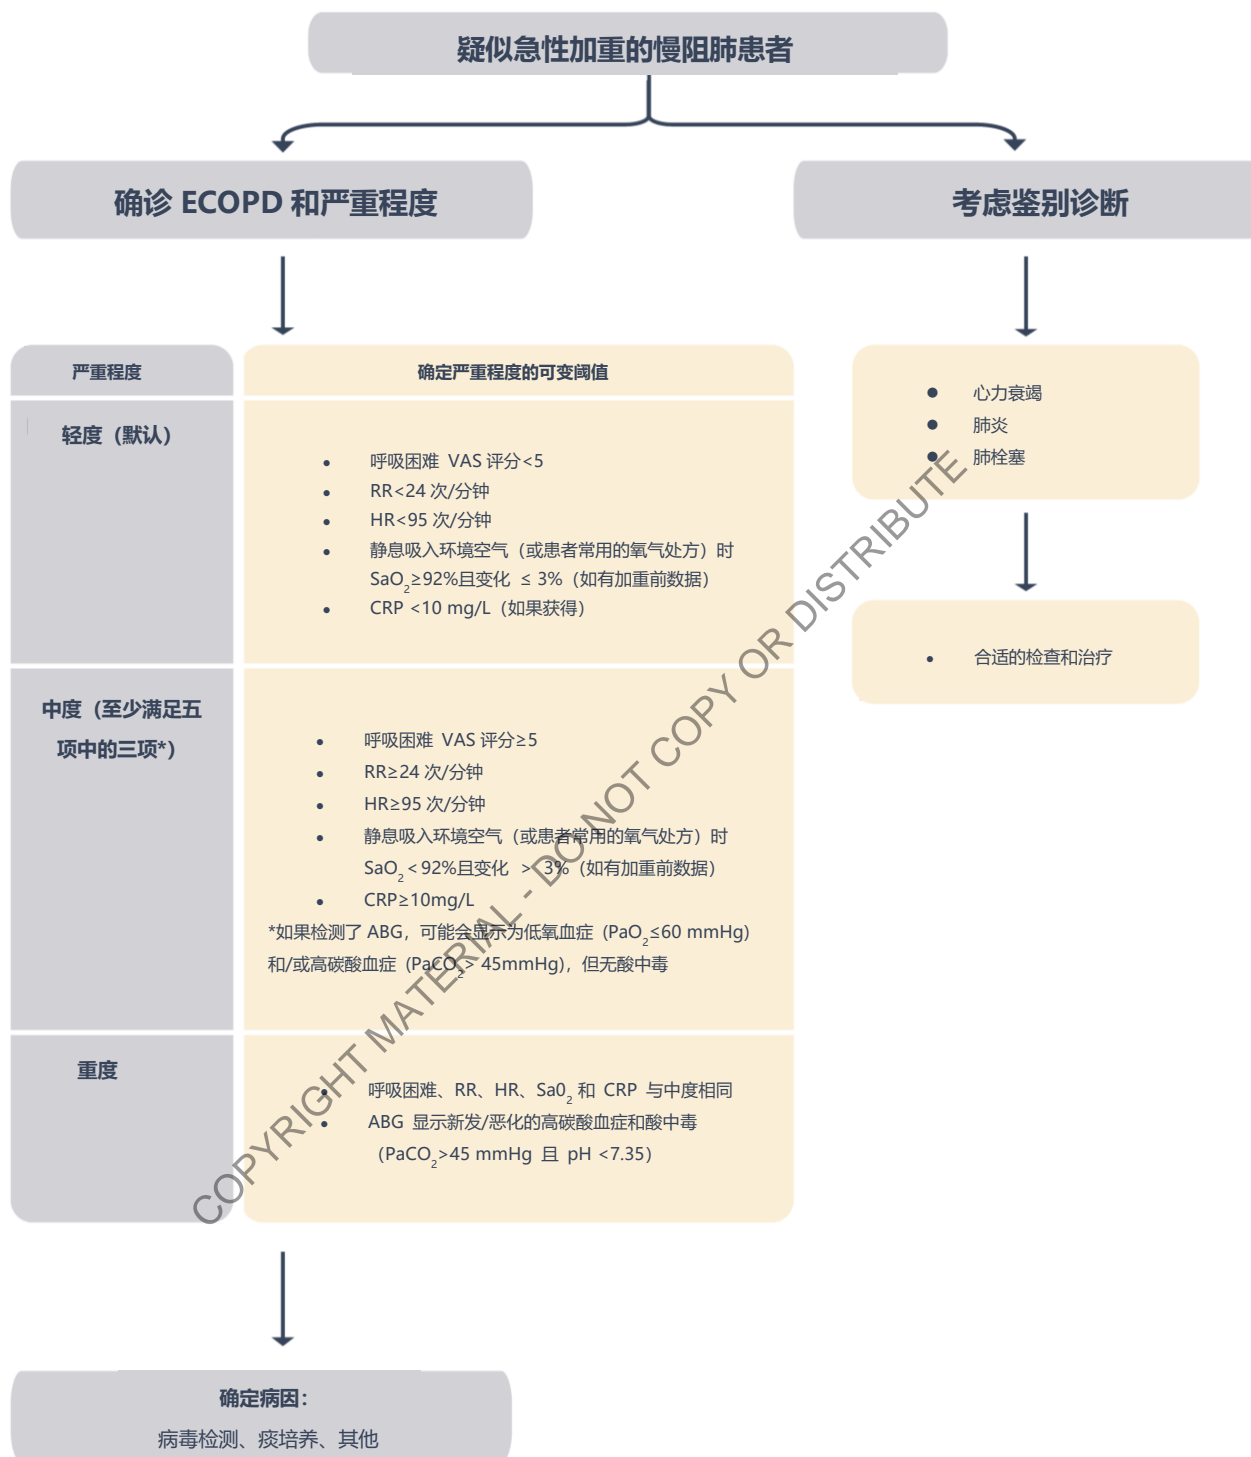 疑似急性加重的慢阻肺患者
确诊 ECOPD 和严重程度
考虑鉴别诊断
严重程度
确定严重程度的可变阈值
轻度（默认）
• 呼吸困难 VAS 评分<5
• RR<24 次/分钟
• HR<95 次/分钟
• 静息吸入环境空气（或患者常用的氧气处方）时
SaO₂≥92%且变化 ≤ 3%（如有加重前数据）
• CRP <10 mg/L（如果获得）
中度（至少满足五
项中的三项*）
• 呼吸困难 VAS 评分≥5
• RR≥24 次/分钟
• HR≥95 次/分钟
• 静息吸入环境空气（或患者常用的氧气处方）时
SaO₂＜92%且变化 ＞ 3%（如有加重前数据）
• CRP≥10mg/L
*如果检测了 ABG，可能会显示为低氧血症 (PaO₂≤60 mmHg)
和/或高碳酸血症 (PaCO₂> 45mmHg)，但无酸中毒
重度
• 呼吸困难、RR、HR、Sa0₂ 和 CRP 与中度相同
• ABG 显示新发/恶化的高碳酸血症和酸中毒
（PaCO₂>45 mmHg 且 pH <7.35）
• 心力衰竭
• 肺炎
• 肺栓塞
• 合适的检查和治疗
确定病因：
病毒检测、痰培养、其他
COPYRIGHT MATERIAL - DO NOT COPY OR DISTRIBUTE